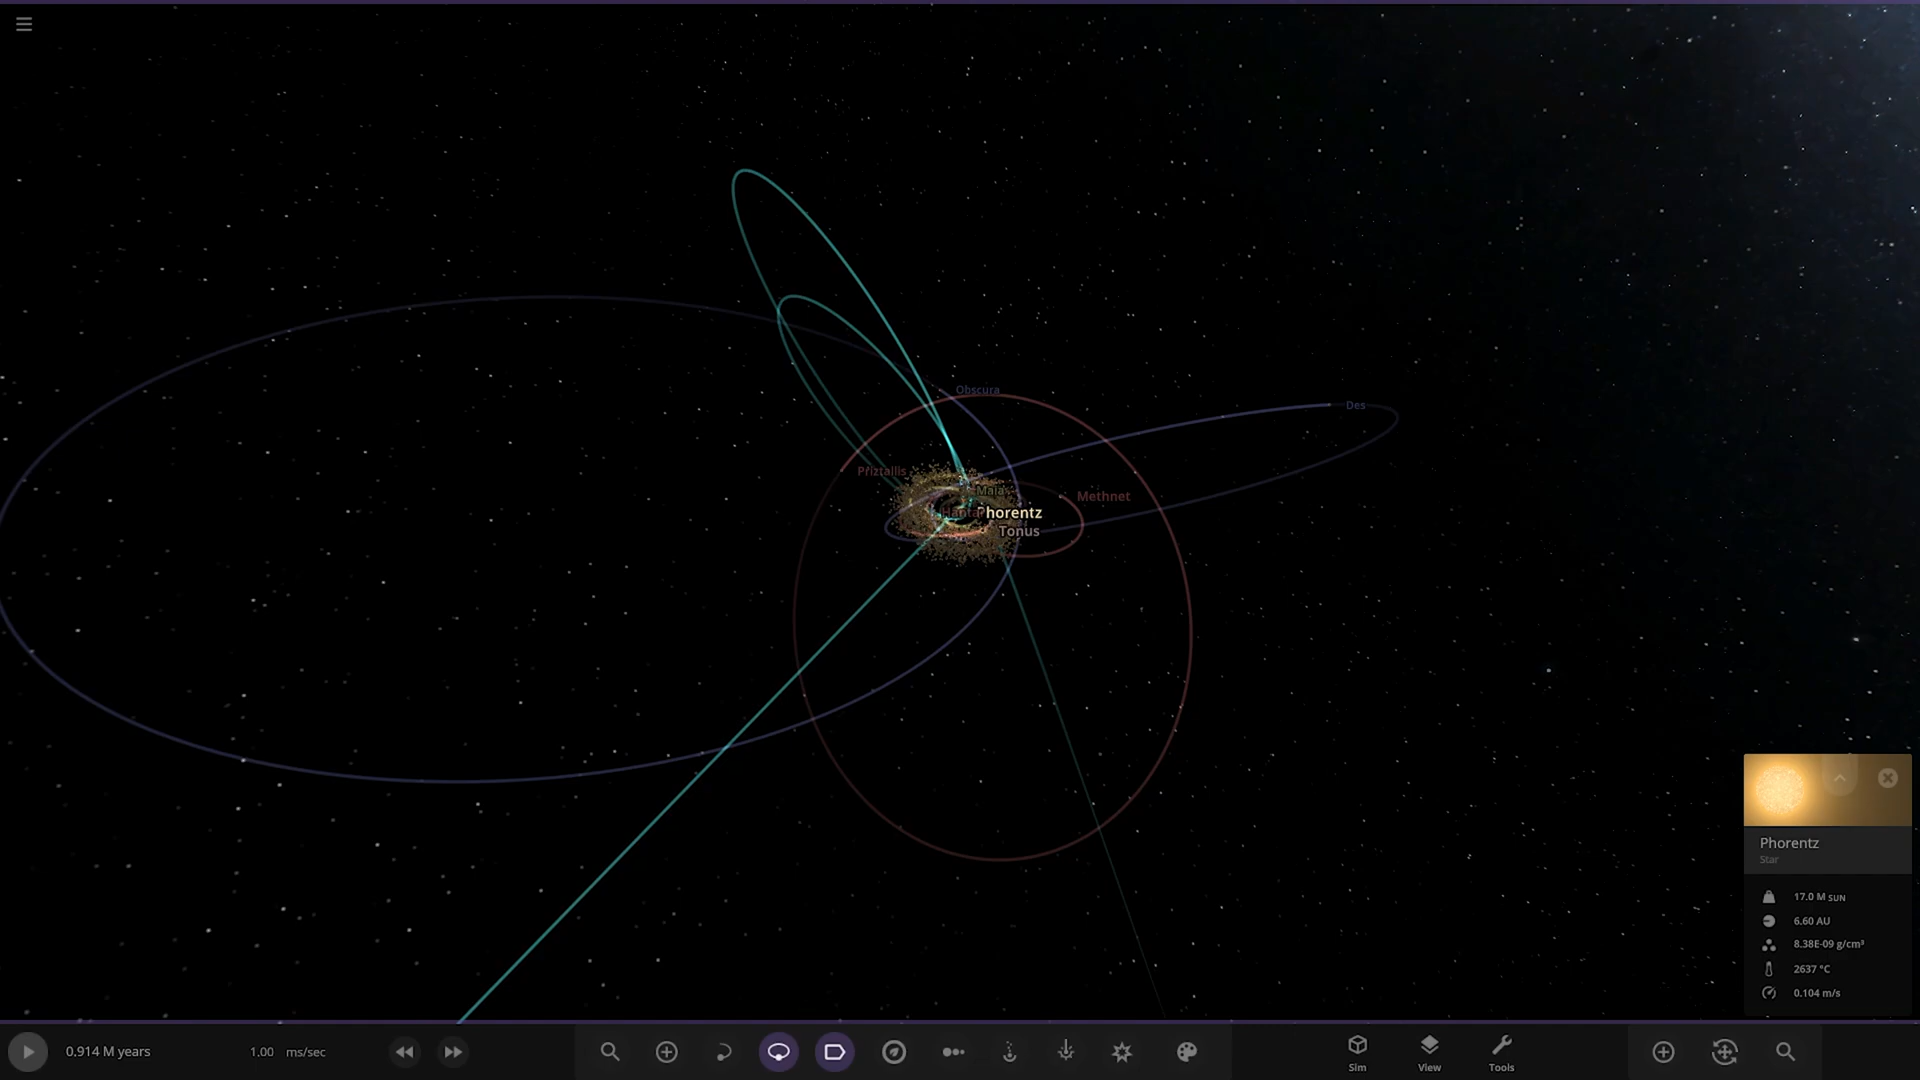 Obscura
Des
Priztallis
Maia
Methnet
Phorentz
Tonus
Phorentz
Star
17.0 M SUN
6.60 AU
8.38E-09 g/cm³
2637 °C
0.104 m/s
0.914 M years
1.00 ms/sec
Sim
View
Tools